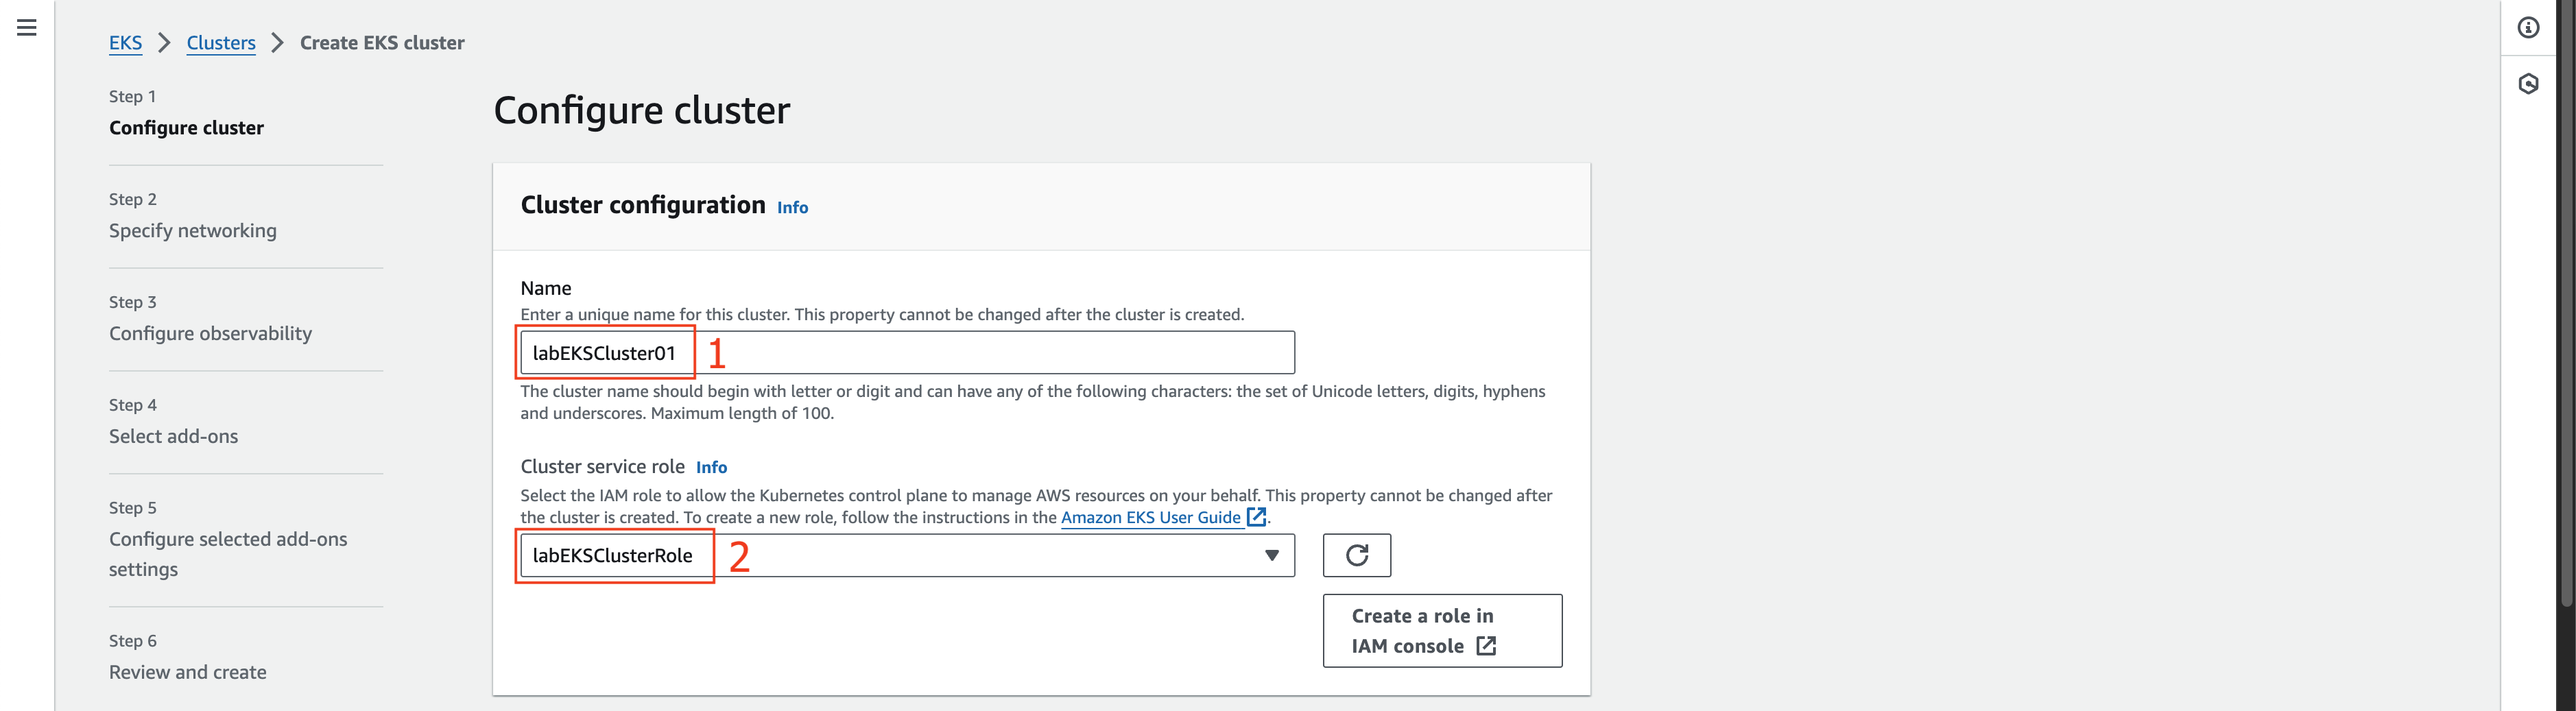 EKS > Clusters > Create EKS cluster
Step 1
Configure cluster
Step 2
Specify networking
Step 3
Configure observability
Step 4
Select add-ons
Step 5
Configure selected add-ons
settings
Step 6
Review and create
Configure cluster
Cluster configuration Info
Name
Enter a unique name for this cluster. This property cannot be changed after the cluster is created.
labEKSCluster01 1
The cluster name should begin with letter or digit and can have any of the following characters: the set of Unicode letters, digits, hyphens
and underscores. Maximum length of 100.
Cluster service role Info
Select the IAM role to allow the Kubernetes control plane to manage AWS resources on your behalf. This property cannot be changed after
the cluster is created. To create a new role, follow the instructions in the Amazon EKS User Guide.
labEKSClusterRole 2
Create a role in
IAM console